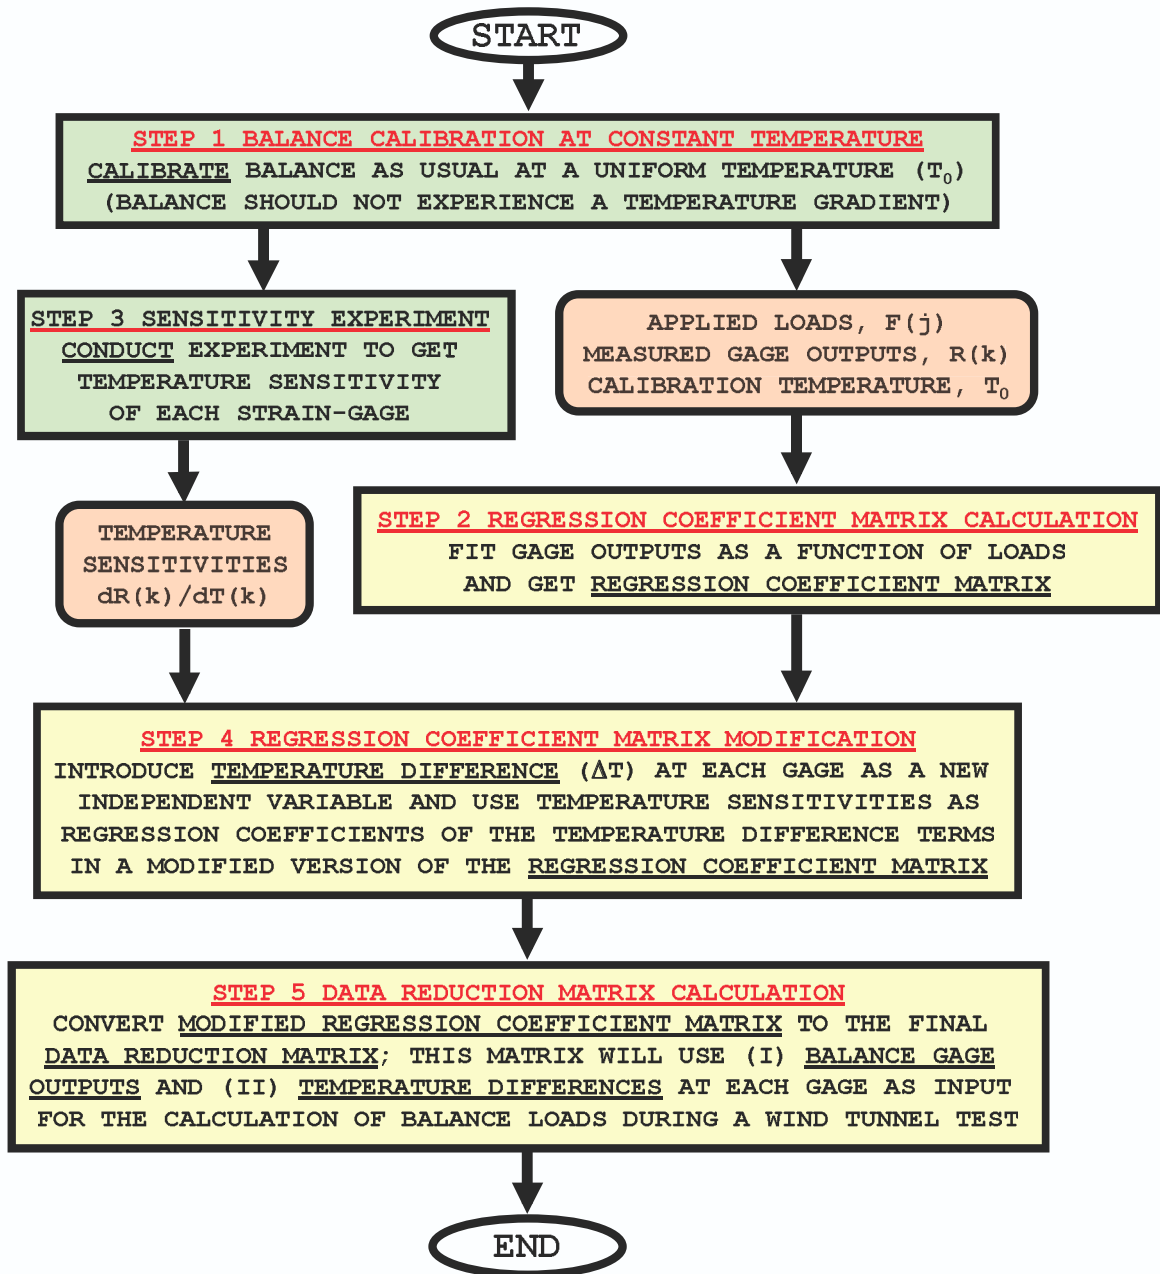 START
STEP 1 BALANCE CALIBRATION AT CONSTANT TEMPERATURE
CALIBRATE BALANCE AS USUAL AT A UNIFORM TEMPERATURE (T₀)
(BALANCE SHOULD NOT EXPERIENCE A TEMPERATURE GRADIENT)
STEP 3 SENSITIVITY EXPERIMENT
CONDUCT EXPERIMENT TO GET
TEMPERATURE SENSITIVITY
OF EACH STRAIN-GAGE
APPLIED LOADS, F(j)
MEASURED GAGE OUTPUTS, R(k)
CALIBRATION TEMPERATURE, T₀
TEMPERATURE
SENSITIVITIES
dR(k)/dT(k)
STEP 2 REGRESSION COEFFICIENT MATRIX CALCULATION
FIT GAGE OUTPUTS AS A FUNCTION OF LOADS
AND GET REGRESSION COEFFICIENT MATRIX
STEP 4 REGRESSION COEFFICIENT MATRIX MODIFICATION
INTRODUCE TEMPERATURE DIFFERENCE (ΔT) AT EACH GAGE AS A NEW
INDEPENDENT VARIABLE AND USE TEMPERATURE SENSITIVITIES AS
REGRESSION COEFFICIENTS OF THE TEMPERATURE DIFFERENCE TERMS
IN A MODIFIED VERSION OF THE REGRESSION COEFFICIENT MATRIX
STEP 5 DATA REDUCTION MATRIX CALCULATION
CONVERT MODIFIED REGRESSION COEFFICIENT MATRIX TO THE FINAL
DATA REDUCTION MATRIX; THIS MATRIX WILL USE (I) BALANCE GAGE
OUTPUTS AND (II) TEMPERATURE DIFFERENCES AT EACH GAGE AS INPUT
FOR THE CALCULATION OF BALANCE LOADS DURING A WIND TUNNEL TEST
END